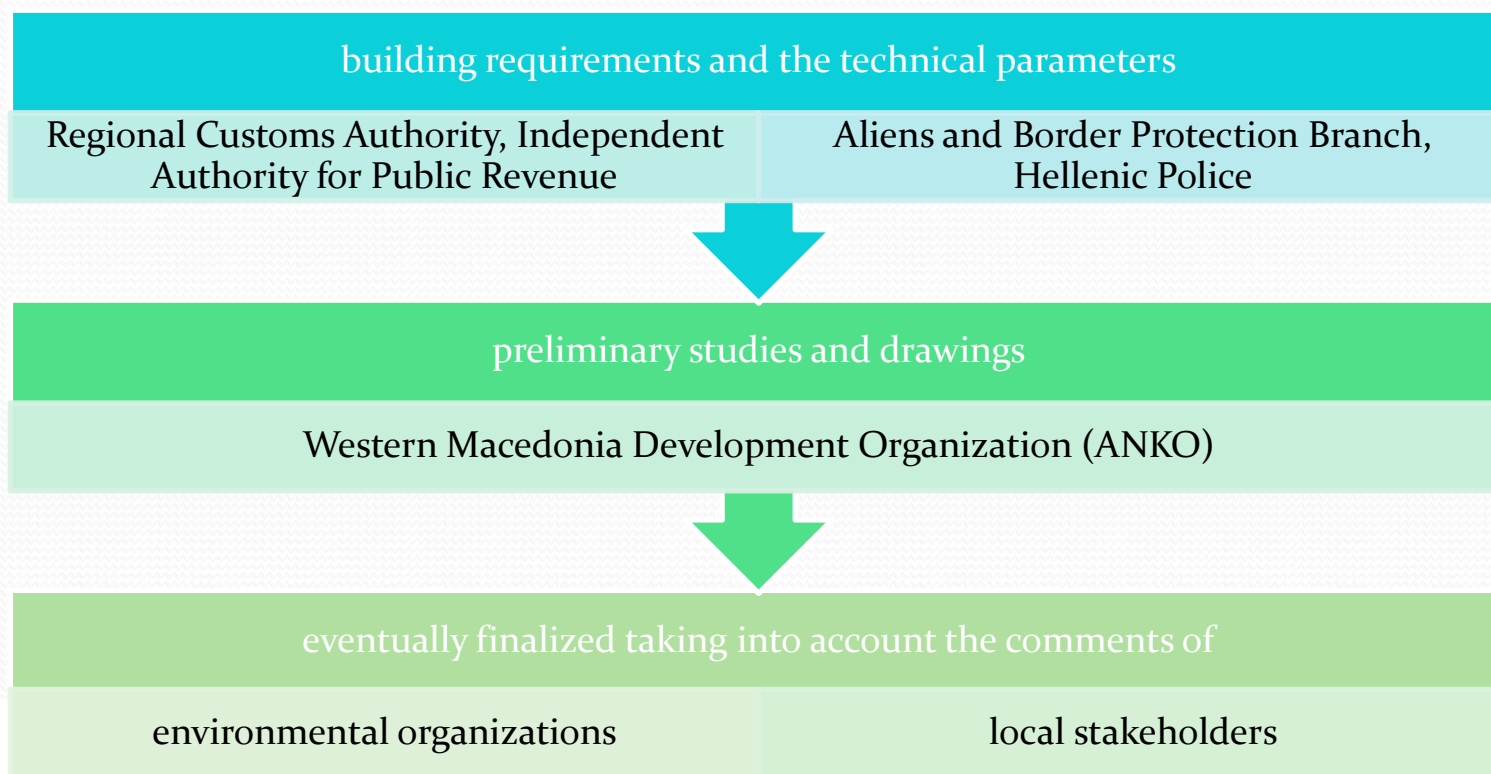 building requirements and the technical parameters
Regional Customs Authority, Independent
Authority for Public Revenue
Aliens and Border Protection Branch,
Hellenic Police
preliminary studies and drawings
Western Macedonia Development Organization (ANKO)
eventually finalized taking into account the comments of
environmental organizations
local stakeholders